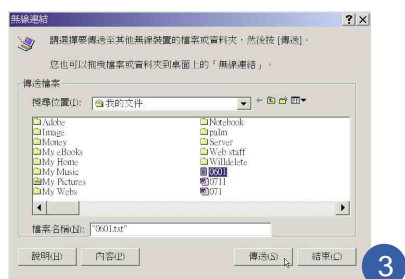 無線連結
請選擇要傳送至其他無線裝置的檔案或資料夾，然後按 [傳送]。
您也可以拖曳檔案或資料夾到桌面上的「無線連結」。
傳送檔案
搜尋位置(I): 我的文件
Adobe
Image
Money
My eBooks
My Home
My Music
My Pictures
My Webs
Notebook
palm
Server
Web staff
Willdelete
0601
0711
071
檔案名稱(N): "0601.txt"
說明(H) 內容(P) 傳送(S) 結束(C)
3